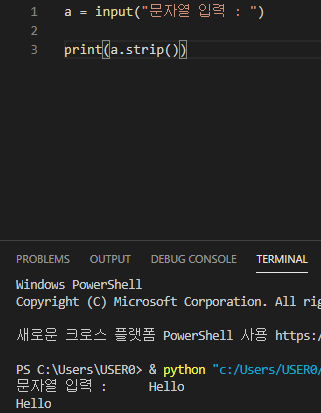 1 a = input("문자열 입력 : ")
2
3 print(a.strip())
PROBLEMS OUTPUT DEBUG CONSOLE TERMINAL
Windows PowerShell
Copyright (C) Microsoft Corporation. All rig
새로운 크로스 플랫폼 PowerShell 사용 https:/
PS C:\Users\USER0> & python "c:/Users/USER0/
문자열 입력 :      Hello
Hello